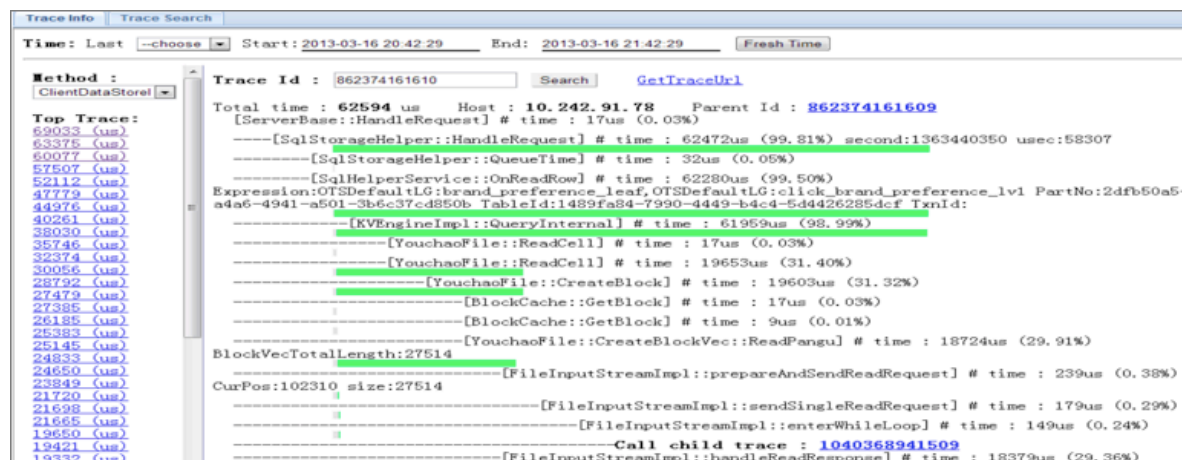 Trace Info Trace Search
Time: Last --choose Start: 2013-03-16 20:42:29 End: 2013-03-16 21:42:29 Fresh Time
Method :
ClientDataStoreI
Top Trace:
69033 (us)
63375 (us)
60077 (us)
57507 (us)
52112 (us)
47779 (us)
44976 (us)
40261 (us)
38030 (us)
35746 (us)
32374 (us)
30056 (us)
28792 (us)
27479 (us)
27385 (us)
26185 (us)
25383 (us)
25145 (us)
24833 (us)
24650 (us)
23849 (us)
21720 (us)
21698 (us)
21665 (us)
19650 (us)
19421 (us)
19332 (us)
Trace Id : 862374161610 Search GetTraceUrl
Total time : 62594 us Host : 10.242.91.78 Parent Id : 862374161609
[ServerBase::HandleRequest] # time : 17us (0.03%)
----[SqlStorageHelper::HandleRequest] # time : 62472us (99.81%) second:1363440350 usec:58307
--------[SqlStorageHelper::QueueTime] # time : 32us (0.05%)
--------[SqlHelperService::OnReadRow] # time : 62280us (99.50%)
Expression:OTSDefaultLG:brand_preference_leaf,OTSDefaultLG:click_brand_preference_lv1 PartNo:2dfb50a5-
a4a6-4941-a501-3b6c37cd850b TableId:1489fa84-7990-4449-b4c4-5d4426285dcf TxnId:
------------[KVEngineImpl::QueryInternal] # time : 61959us (98.99%)
----------------[YouchaoFile::ReadCell] # time : 17us (0.03%)
----------------[YouchaoFile::ReadCell] # time : 19653us (31.40%)
--------------------[YouchaoFile::CreateBlock] # time : 19603us (31.32%)
------------------------[BlockCache::GetBlock] # time : 17us (0.03%)
------------------------[BlockCache::GetBlock] # time : 9us (0.01%)
------------------------[YouchaoFile::CreateBlockVec::ReadPangu] # time : 18724us (29.91%)
BlockVecTotalLength:27514
----------------------------[FileInputStreamImpl::prepareAndSendReadRequest] # time : 239us (0.38%)
CurPos:102310 size:27514
--------------------------------[FileInputStreamImpl::sendSingleReadRequest] # time : 179us (0.29%)
------------------------------------[FileInputStreamImpl::enterWhileLoop] # time : 149us (0.24%)
----------------------------------------Call child trace : 1040368941509
----------------------------[FileInputStreamImpl::handleReadResponse] # time : 18379us (29.36%)